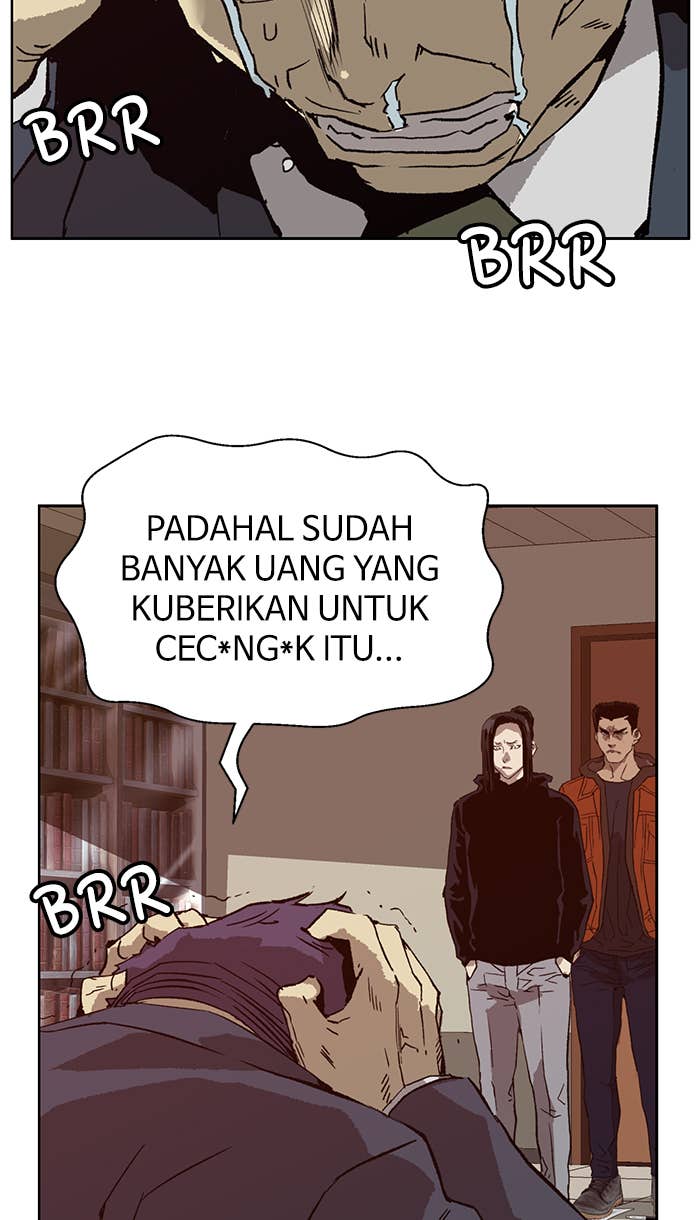 BRR
BRR
PADAHAL SUDAH
BANYAK UANG YANG
KUBERIKAN UNTUK
CEC*NG*K ITU...
BRR